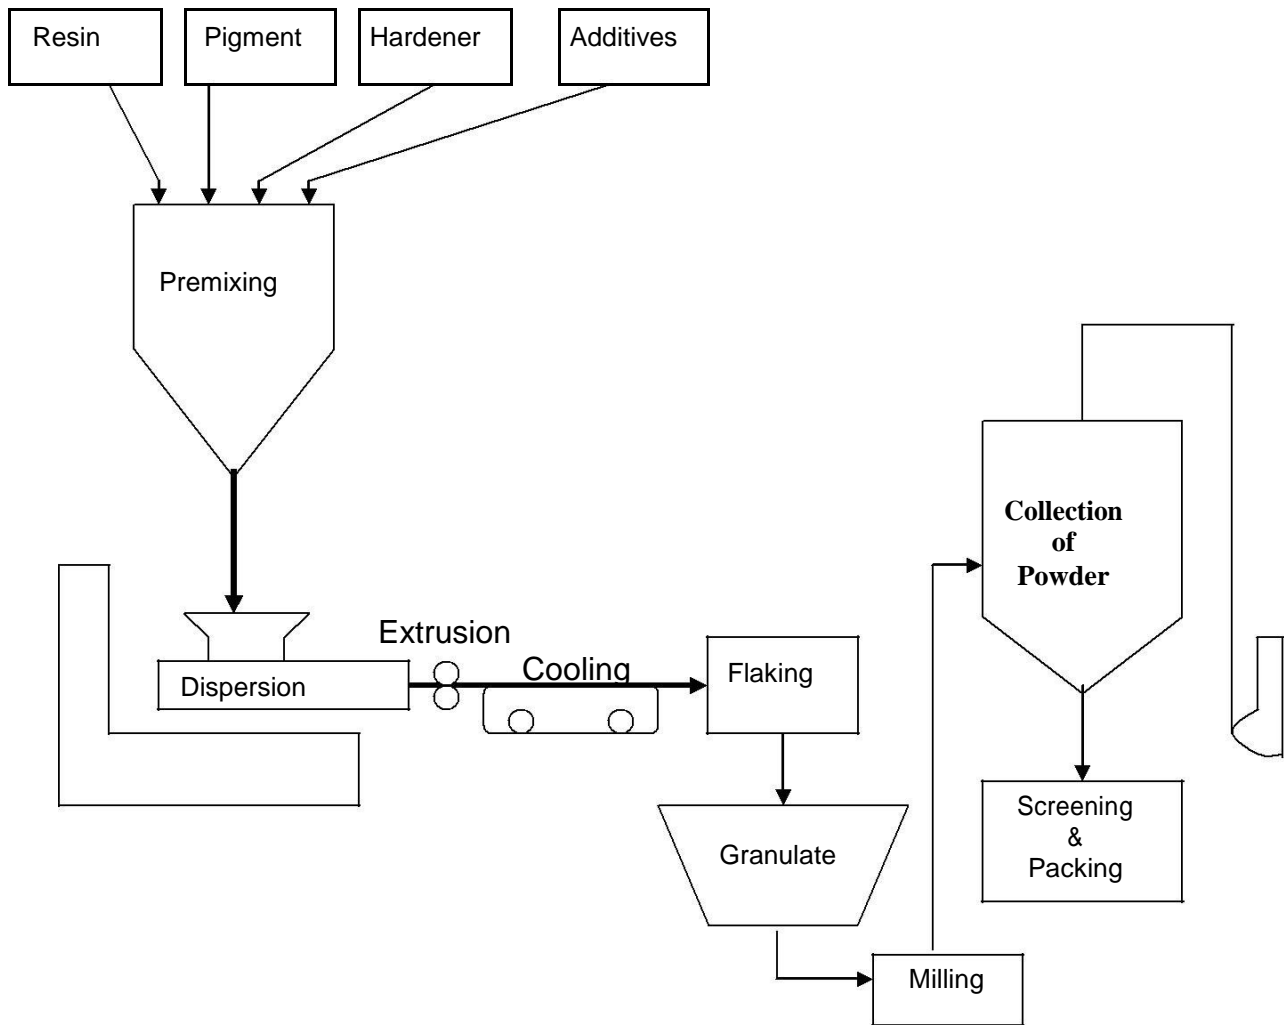 Resin
Pigment
Hardener
Additives
Premixing
Extrusion
Cooling
Dispersion
Flaking
Granulate
Milling
Collection
of
Powder
Screening
&
Packing